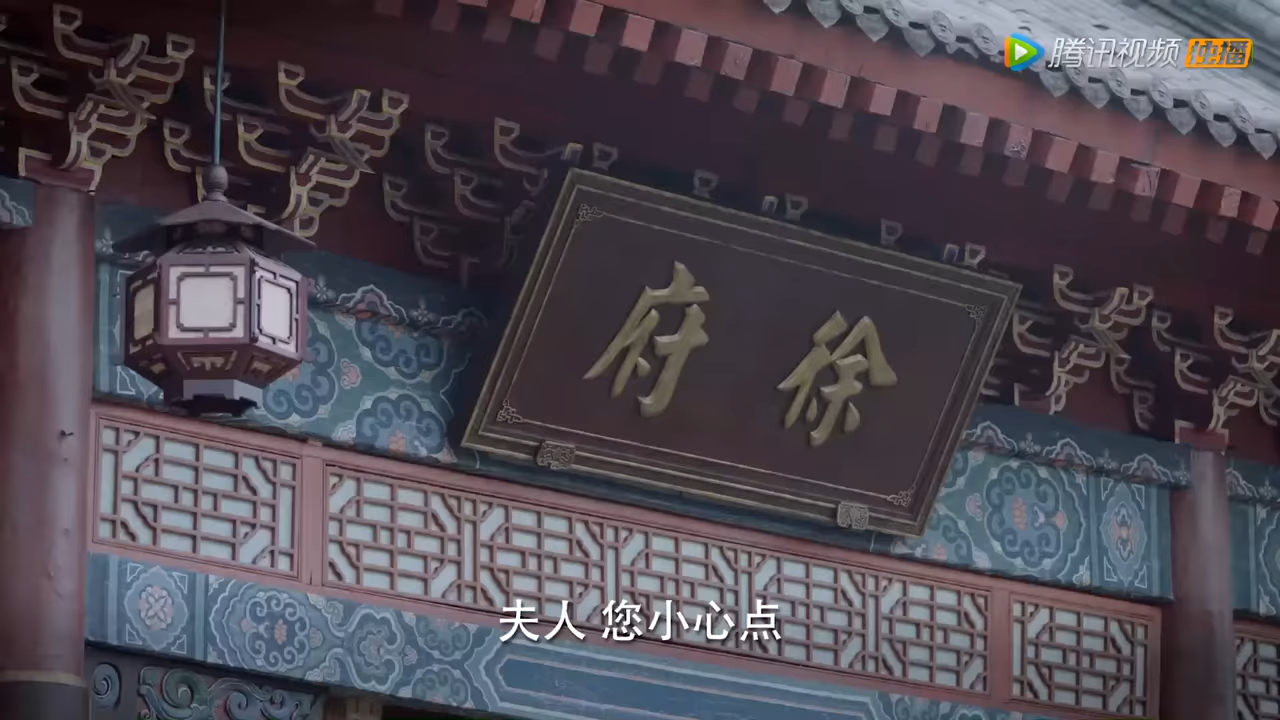 腾讯视频 独播
徐府
夫人 您小心点